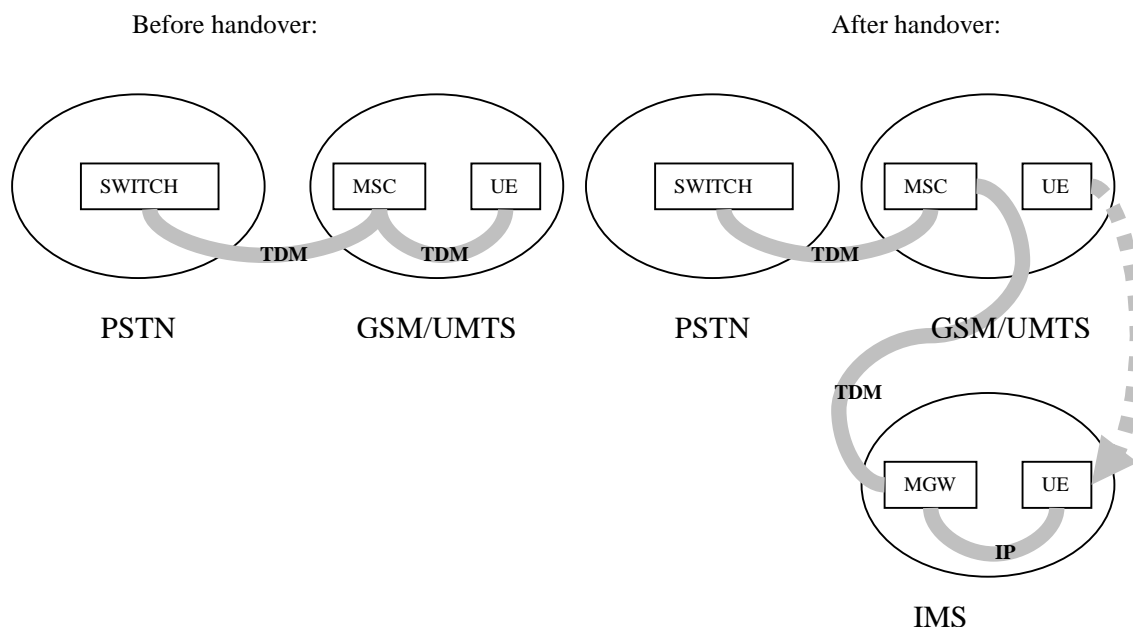 Before handover:
After handover:
SWITCH
MSC
UE
SWITCH
MSC
UE
TDM
TDM
TDM
PSTN
GSM/UMTS
PSTN
GSM/UMTS
TDM
MGW
UE
IP
IMS